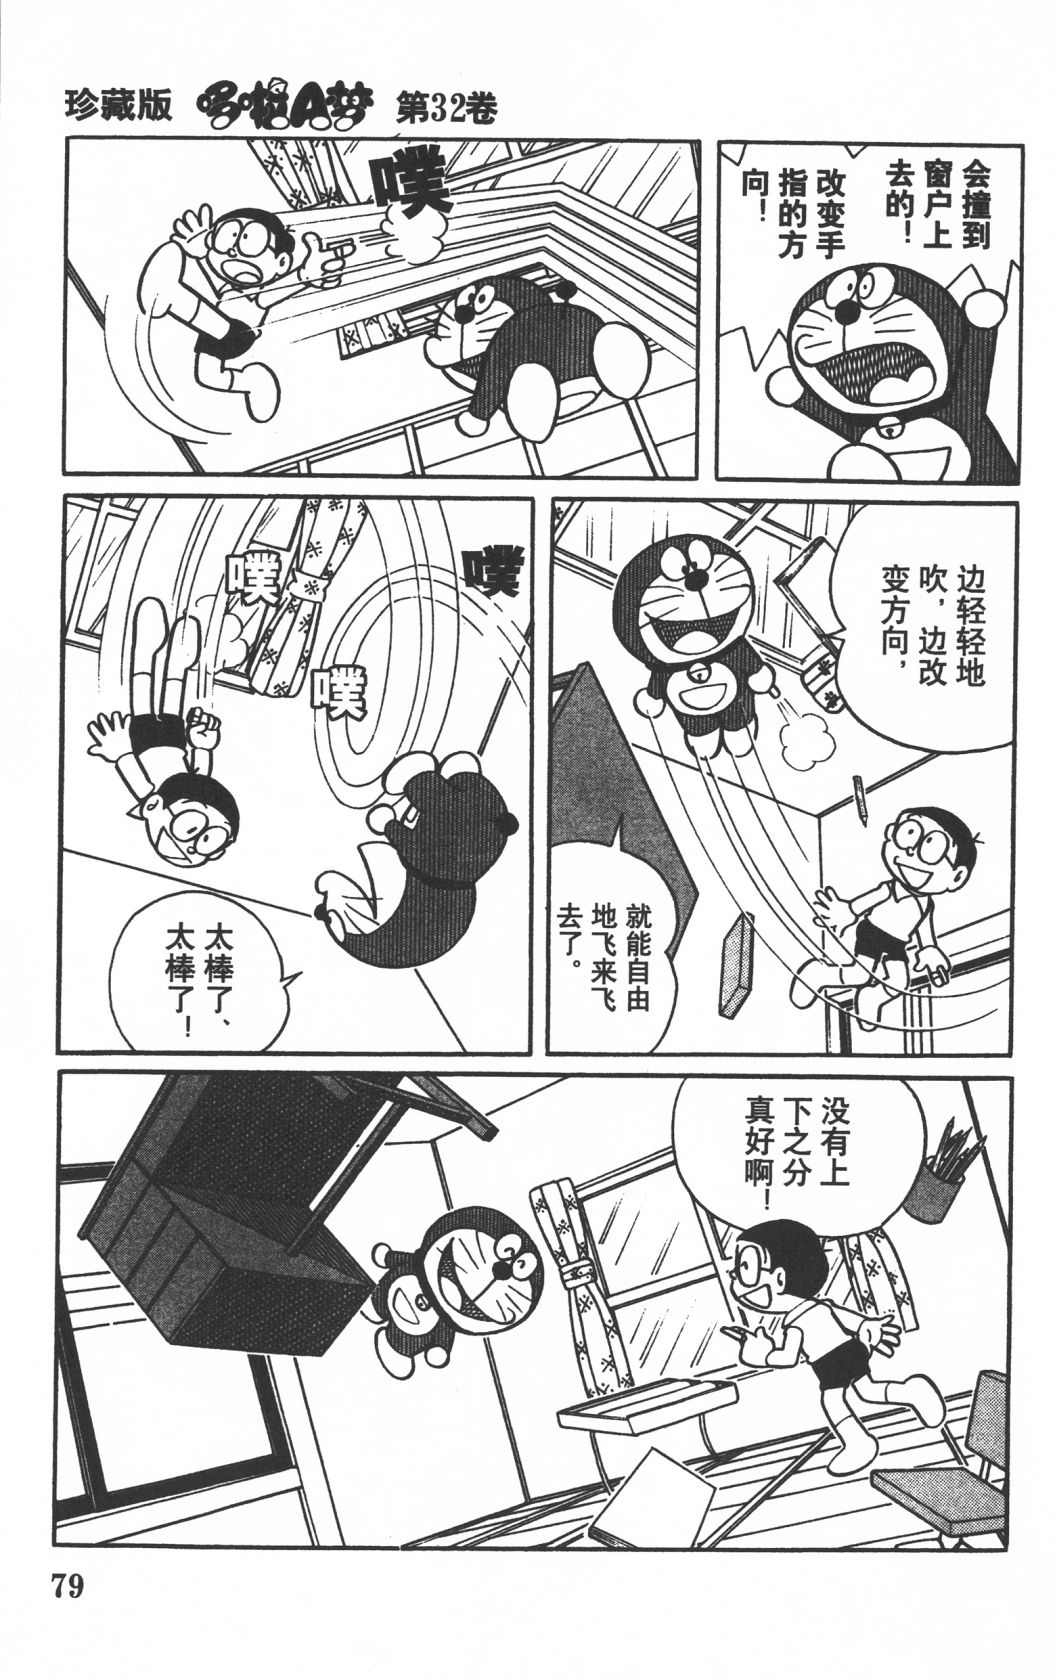 珍藏版 哆啦A梦 第32卷
会撞到
窗户上
去的！
改变手
指的方
向！
噗
边轻轻地
吹，边改
变方向，
就能自由
地飞来飞
去了。
噗
噗
噗
太棒了、
太棒了！
没有上
下之分
真好啊！
79